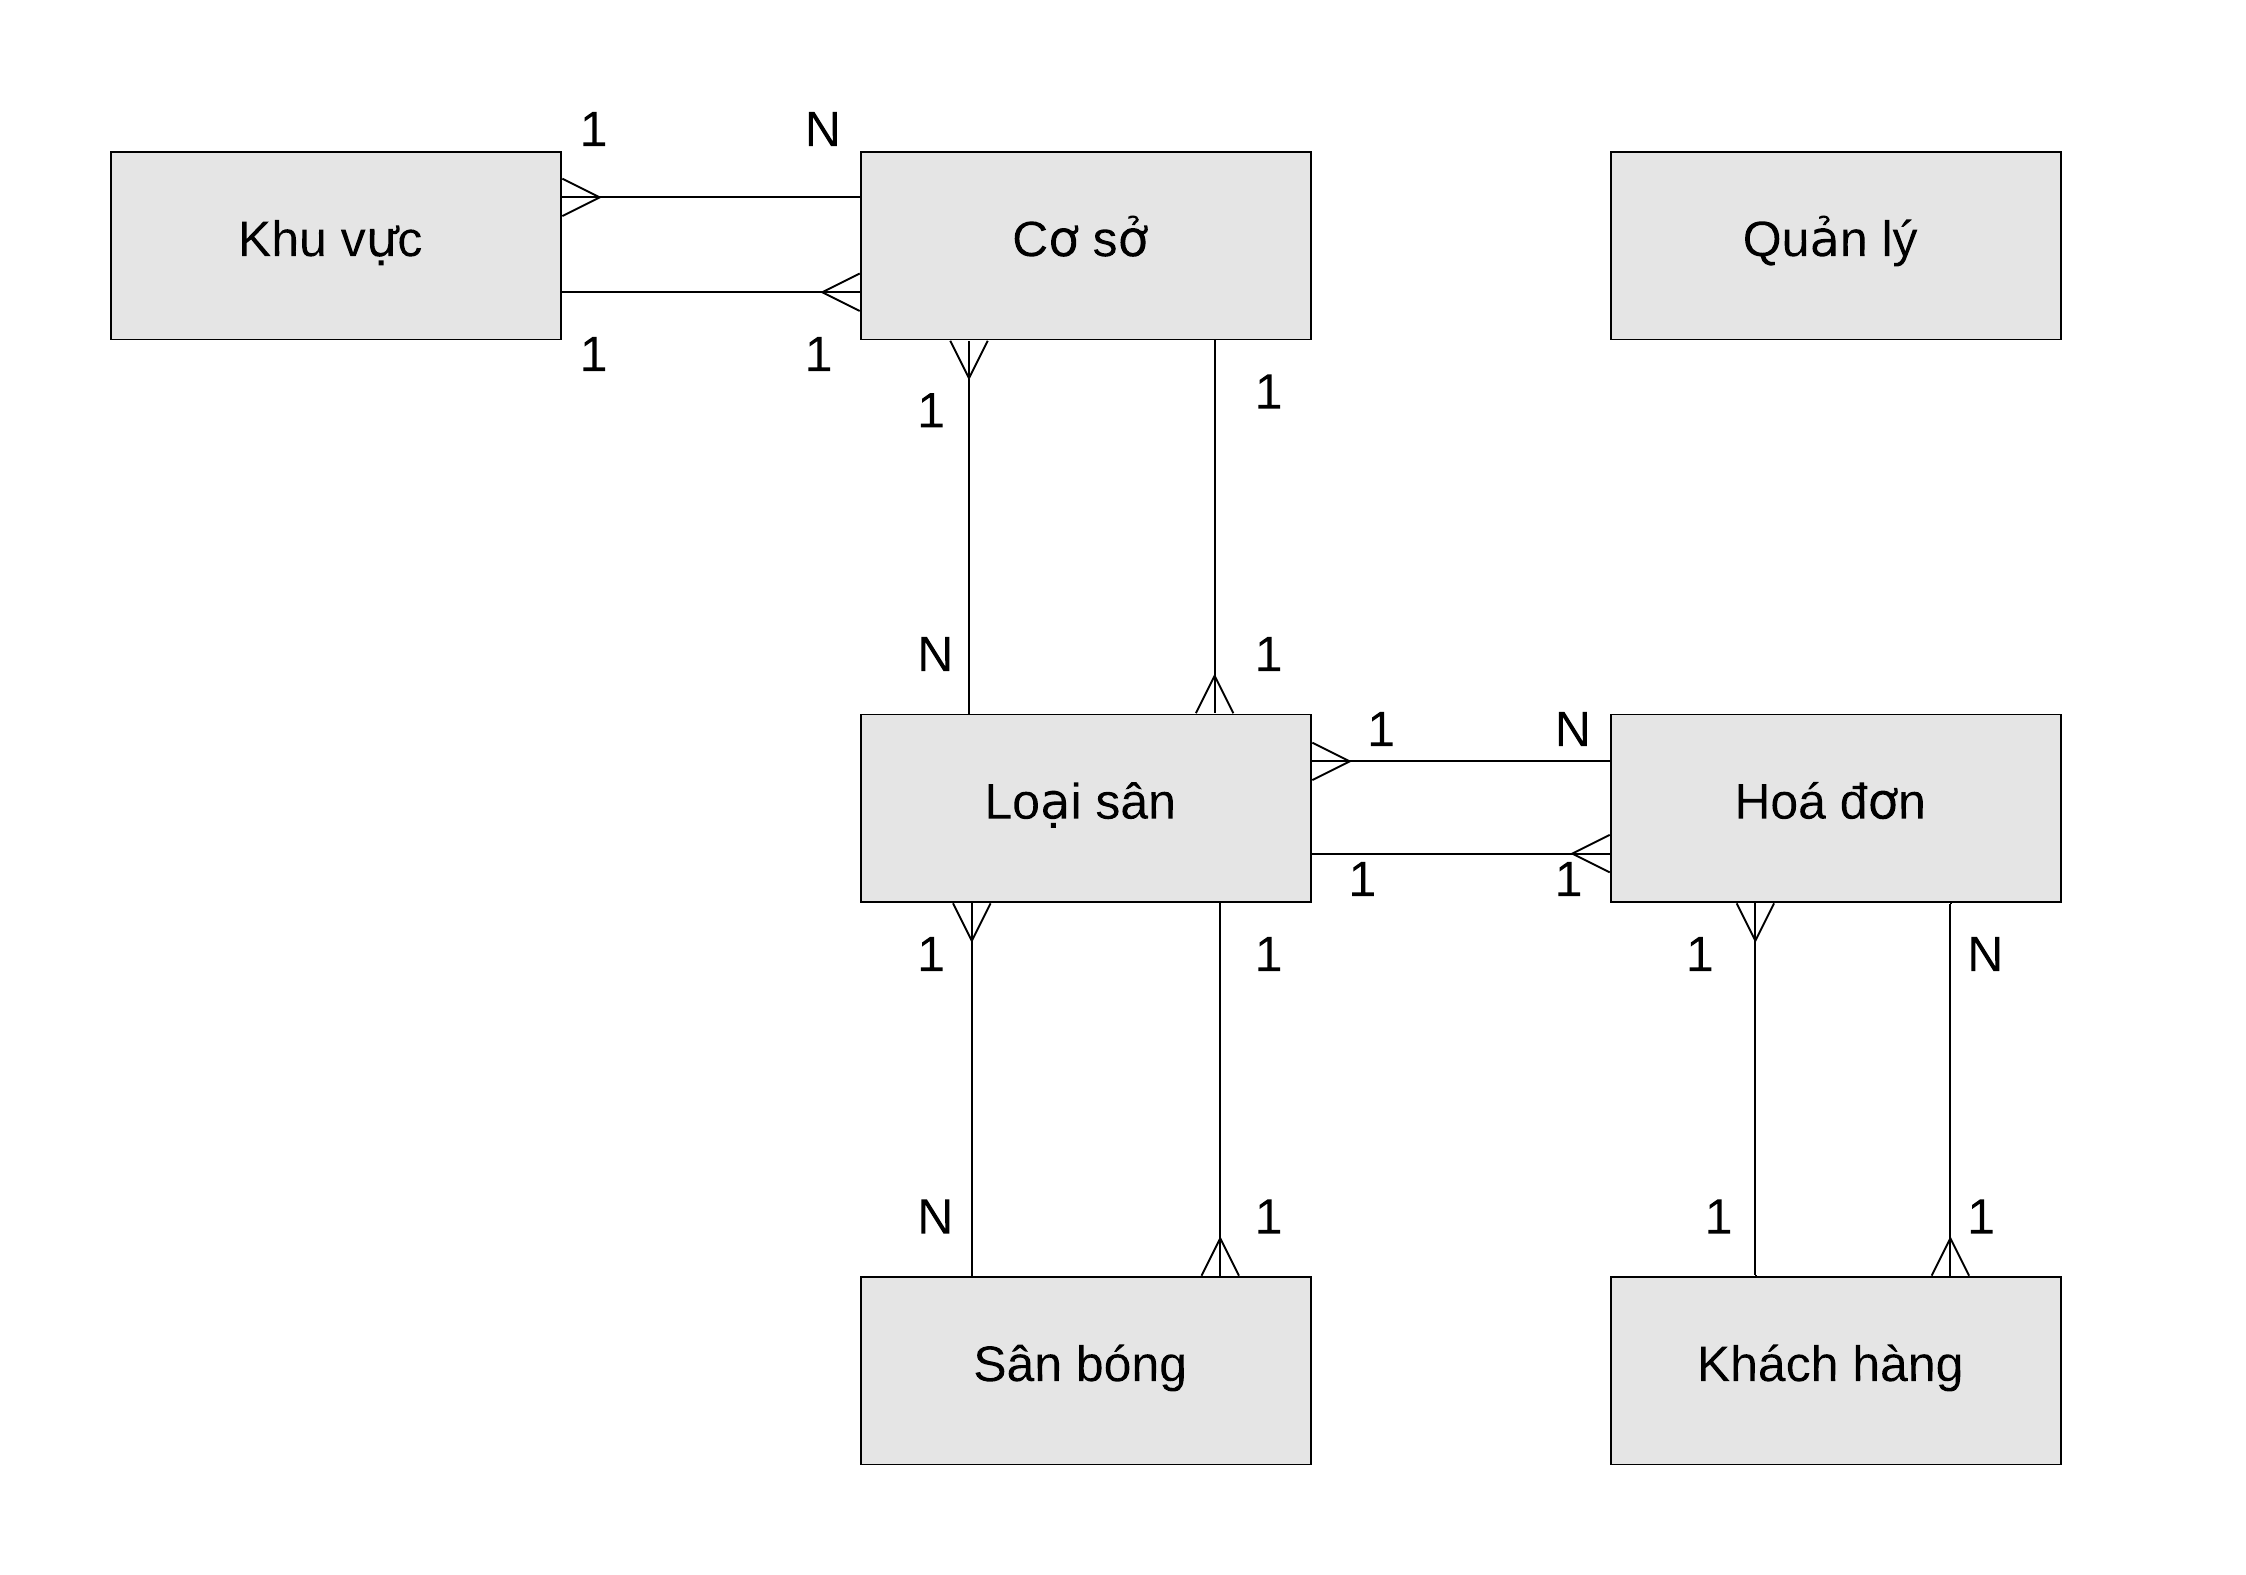 1 N
Khu vực Cơ sở Quản lý
1 1
1 1
N 1
1 N
Loại sân Hoá đơn
1 1
1 1 1 N
N 1 1 1
Sân bóng Khách hàng